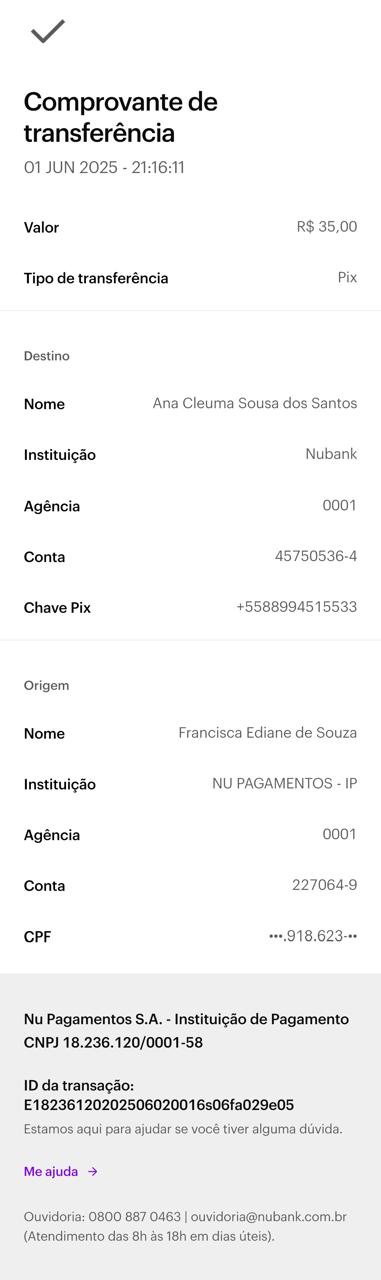 Comprovante de
transferência
01 JUN 2025 - 21:16:11
Valor R$ 35,00
Tipo de transferência Pix
Destino
Nome Ana Cleuma Sousa dos Santos
Instituição Nubank
Agência 0001
Conta 45750536-4
Chave Pix +5588994515533
Origem
Nome Francisca Ediane de Souza
Instituição NU PAGAMENTOS - IP
Agência 0001
Conta 227064-9
CPF •••.918.623-••
Nu Pagamentos S.A. - Instituição de Pagamento
CNPJ 18.236.120/0001-58
ID da transação:
E18236120202506020016s06fa029e05
Estamos aqui para ajudar se você tiver alguma dúvida.
Me ajuda →
Ouvidoria: 0800 887 0463 | ouvidoria@nubank.com.br
(Atendimento das 8h às 18h em dias úteis).